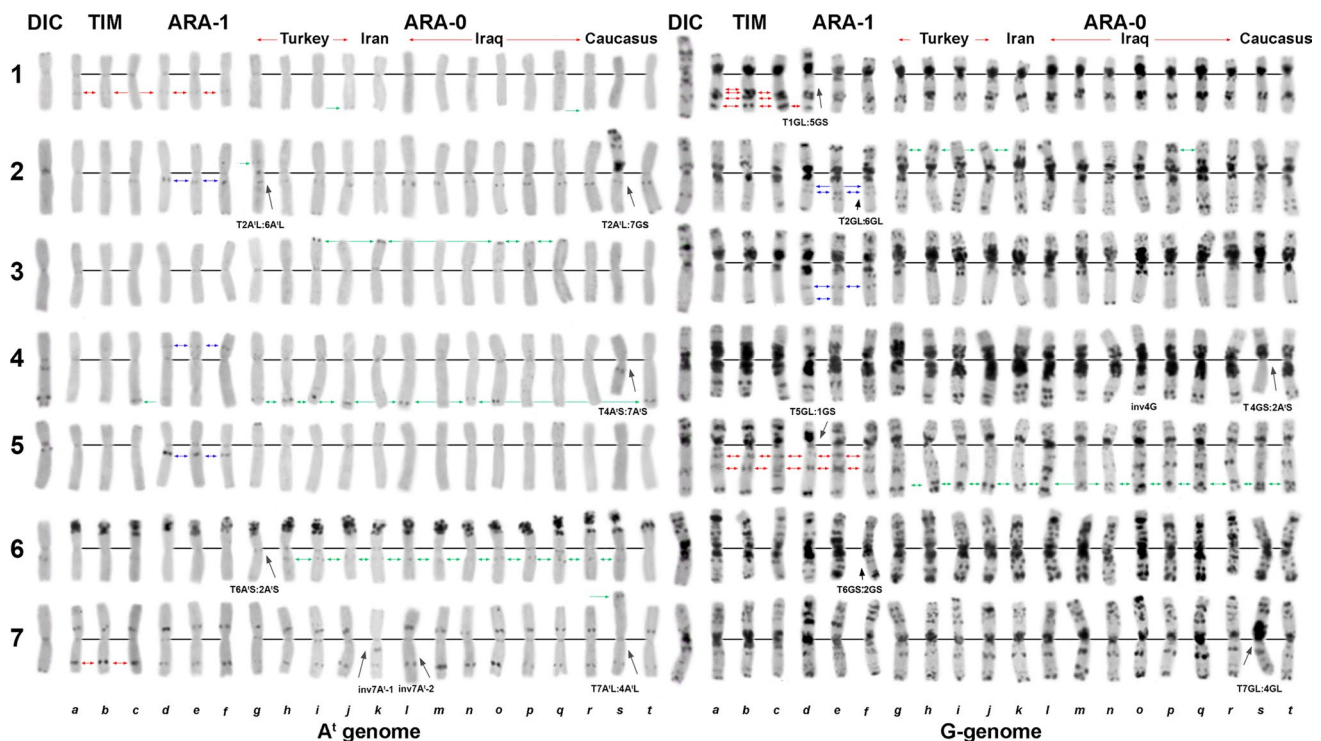 DIC TIM ARA-1 ARA-0 DIC TIM ARA-1 ARA-0
Turkey Iran Iraq Caucasus Turkey Iran Iraq Caucasus
1
T1GL:5GS
2
T2AᵗL:6AᵗL T2AᵗL:7GS T2GL:6GL
3
4
T4AᵗS:7AᵗS T5GL:1GS inv4G T4GS:2AᵗS
5
6
T6AᵗS:2AᵗS T6GS:2GS
7
inv7Aᵗ-1 inv7Aᵗ-2 T7AᵗL:4AᵗL T7GL:4GL
a b c d e f g h i j k l m n o p q r s t a b c d e f g h i j k l m n o p q r s t
Aᵗ genome G-genome